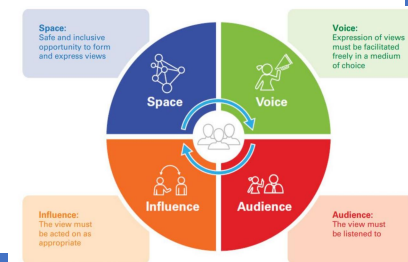 Space:
Safe and inclusive
opportunity to form
and express views
Voice:
Expression of views
must be facilitated
freely in a medium
of choice
Space
Voice
Influence
Audience
Influence:
The view must
be acted on as
appropriate
Audience:
The view must
be listened to